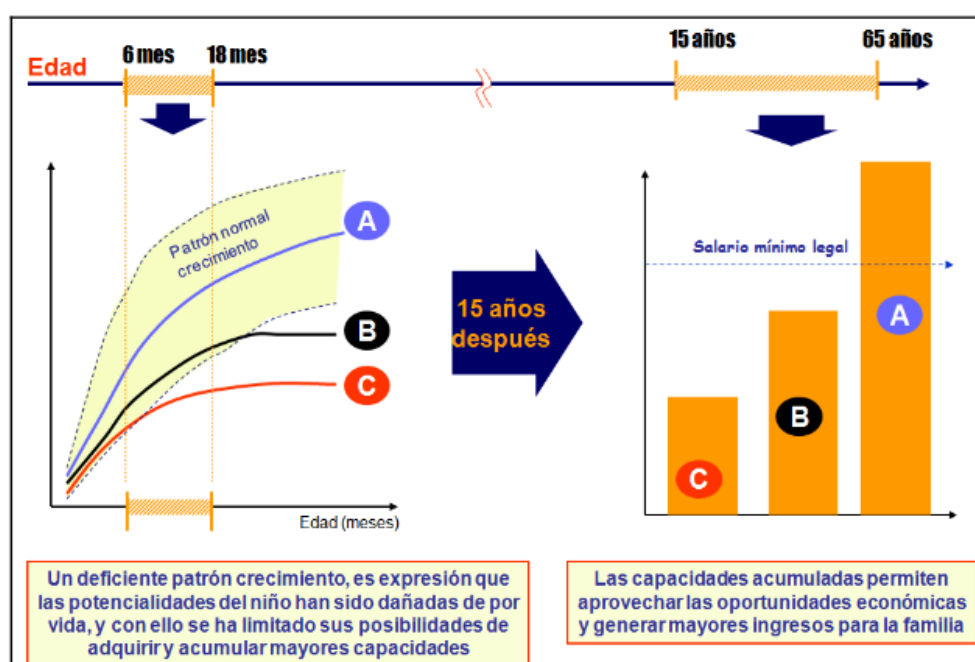 6 mes
18 mes
15 años
65 años
Edad
Patrón normal
crecimiento
A
B
C
Edad (meses)
15 años
después
Salario mínimo legal
A
B
C
Un deficiente patrón crecimiento, es expresión que
las potencialidades del niño han sido dañadas de por
vida, y con ello se ha limitado sus posibilidades de
adquirir y acumular mayores capacidades
Las capacidades acumuladas permiten
aprovechar las oportunidades económicas
y generar mayores ingresos para la familia